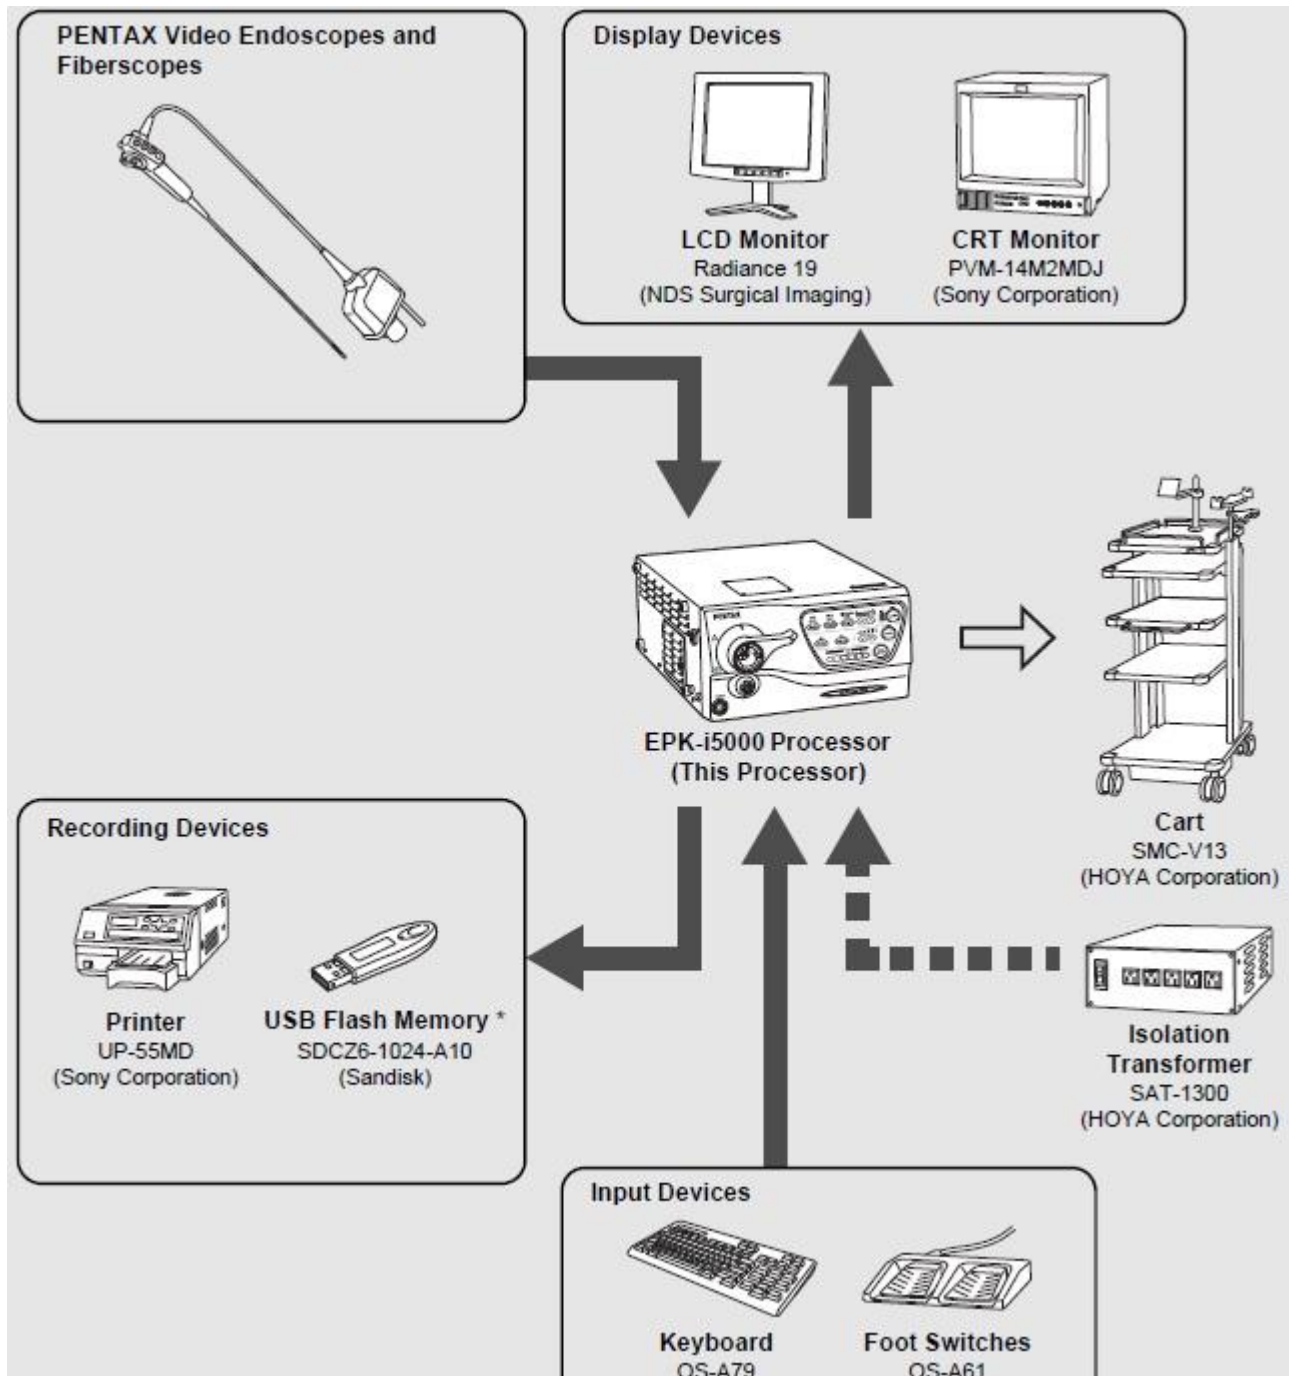 PENTAX Video Endoscopes and
Fiberscopes
Display Devices
LCD Monitor
Radiance 19
(NDS Surgical Imaging)
CRT Monitor
PVM-14M2MDJ
(Sony Corporation)
PENTAX
EPK-i5000 Processor
(This Processor)
Cart
SMC-V13
(HOYA Corporation)
Recording Devices
Printer
UP-55MD
(Sony Corporation)
USB Flash Memory *
SDCZ6-1024-A10
(Sandisk)
Isolation
Transformer
SAT-1300
(HOYA Corporation)
Input Devices
Keyboard
OS-A79
Foot Switches
OS-A61